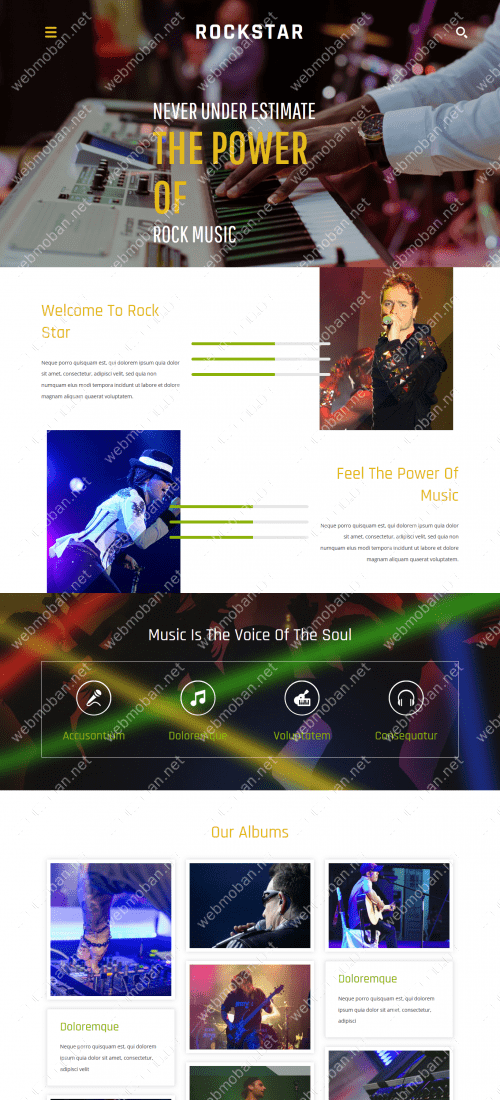 ROCKSTAR
NEVER UNDER ESTIMATE
THE POWER
OF
ROCK MUSIC
Welcome To Rock
Star
Neque porro quisquam est, qui dolorem ipsum quia dolor
sit amet, consectetur, adipisci velit, sed quia non
numquam eius modi tempora incidunt ut labore et dolore
magnam aliquam quaerat voluptatem.
Feel The Power Of
Music
Neque porro quisquam est, qui dolorem ipsum quia dolor
sit amet, consectetur, adipisci velit, sed quia non
numquam eius modi tempora incidunt ut labore et dolore
magnam aliquam quaerat voluptatem.
Music Is The Voice Of The Soul
Accusontium
Doloremque
Voluptatem
Consequatur
Our Albums
Doloremque
Neque porro quisquam est, qui dolorem
ipsum quia dolor sit amet, consectetur,
adipisci velit
Doloremque
Neque porro quisquam est, qui dolorem
ipsum quia dolor sit amet, consectetur,
adipisci
webmoban.net